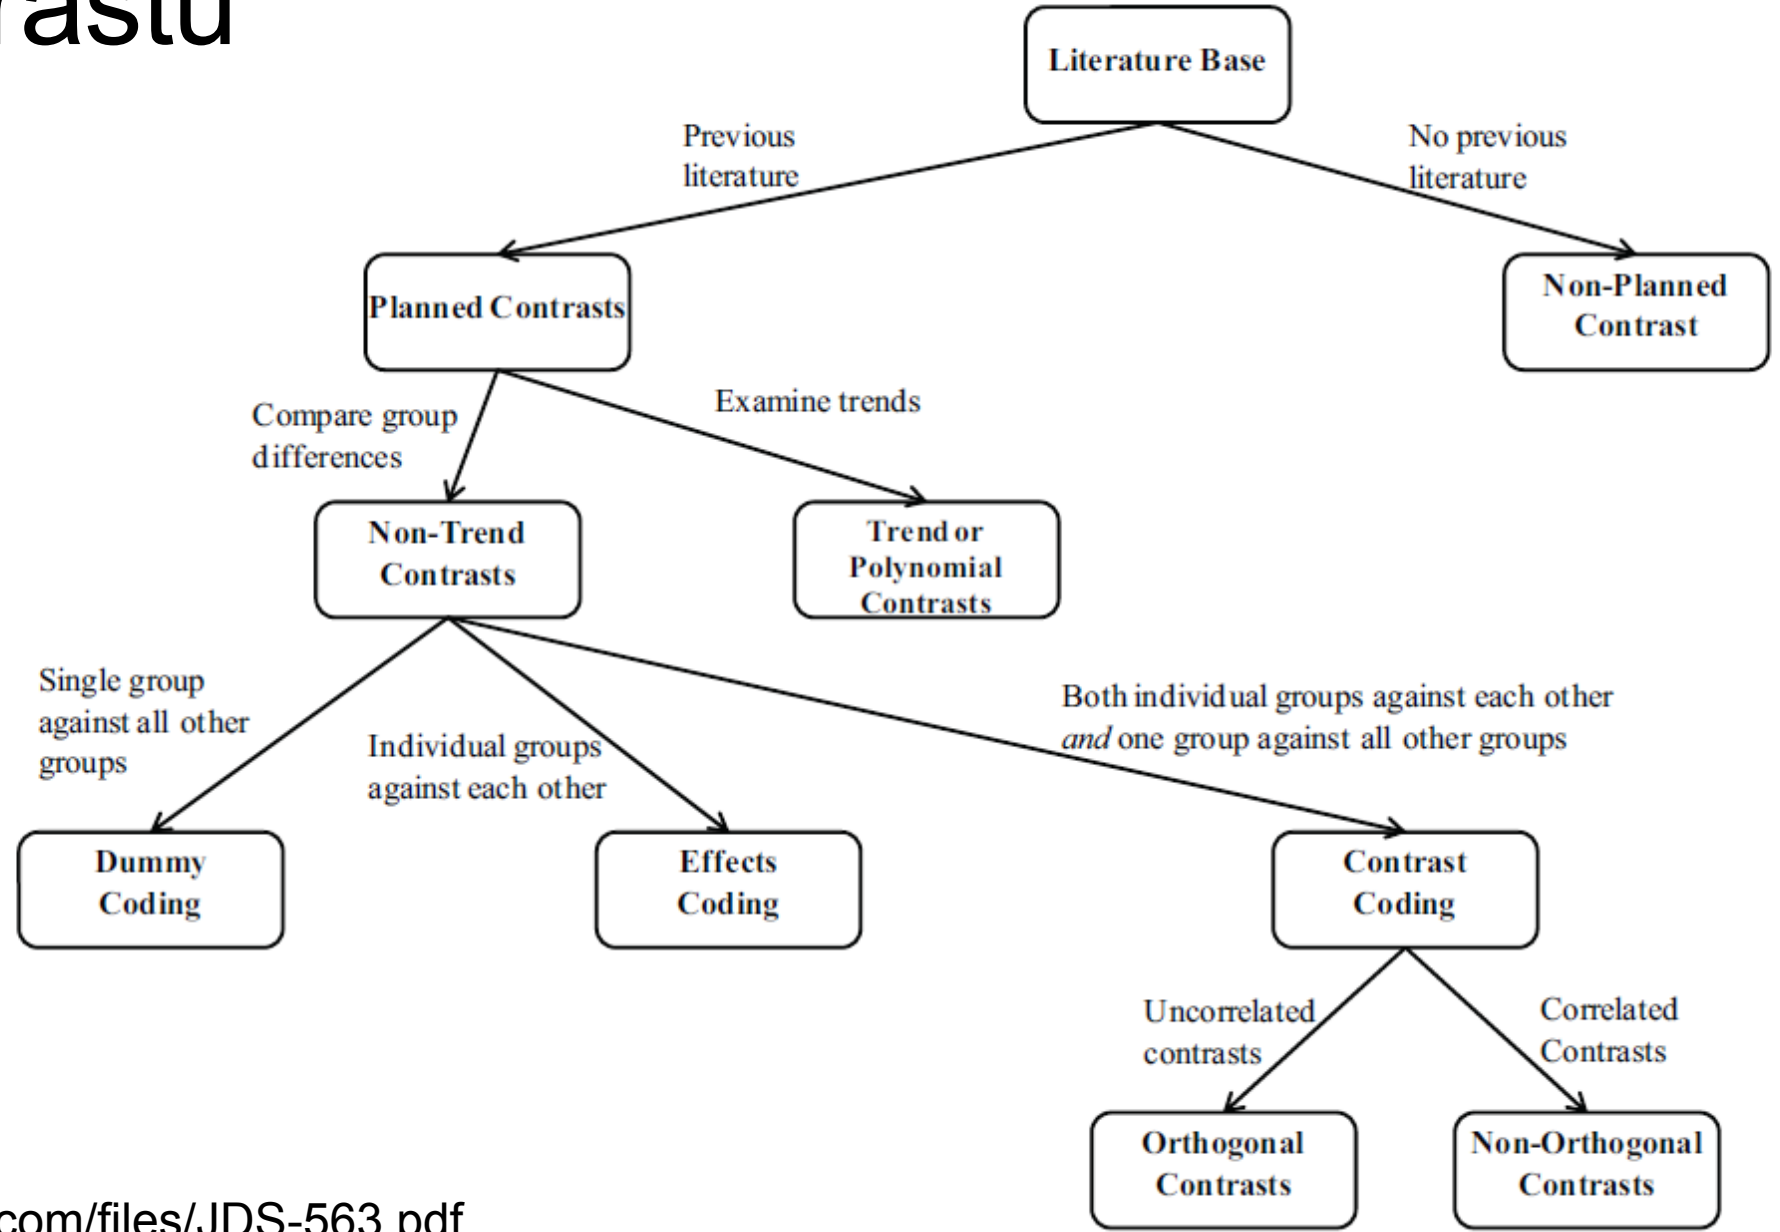 rastu
Literature Base
Previous
literature
No previous
literature
Planned Contrasts
Non-Planned
Contrast
Compare group
differences
Examine trends
Non-Trend
Contrasts
Trend or
Polynomial
Contrasts
Single group
against all other
groups
Individual groups
against each other
Both individual groups against each other
and one group against all other groups
Dummy
Coding
Effects
Coding
Contrast
Coding
Uncorrelated
contrasts
Correlated
Contrasts
Orthogonal
Contrasts
Non-Orthogonal
Contrasts
com/files/JDS-563.pdf